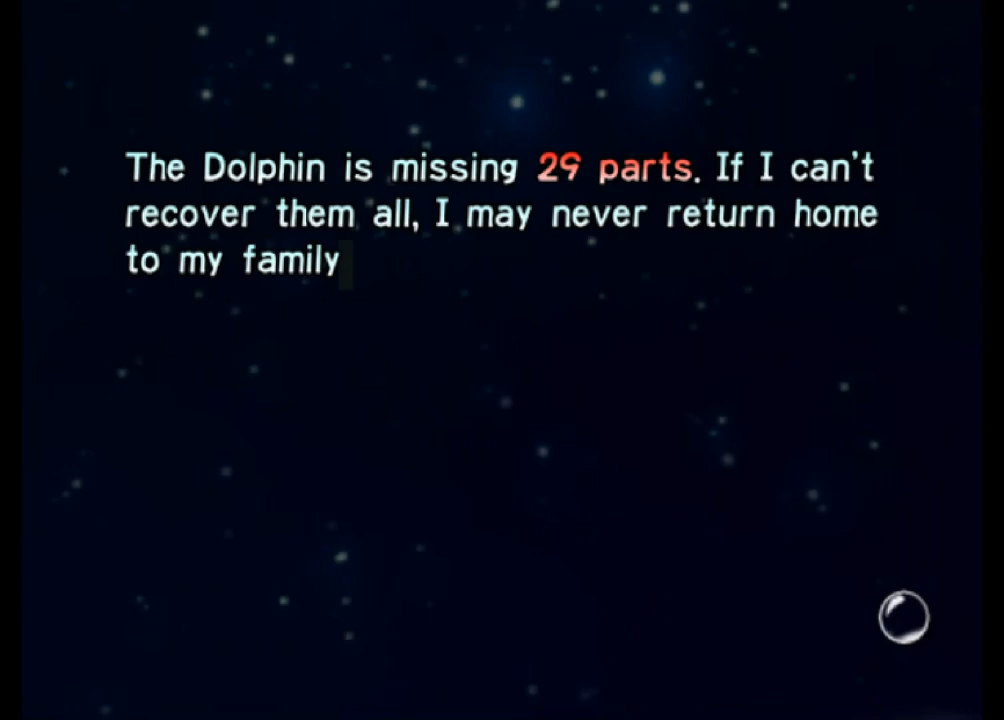 The Dolphin is missing 29 parts. If I can't
recover them all, I may never return home
to my family